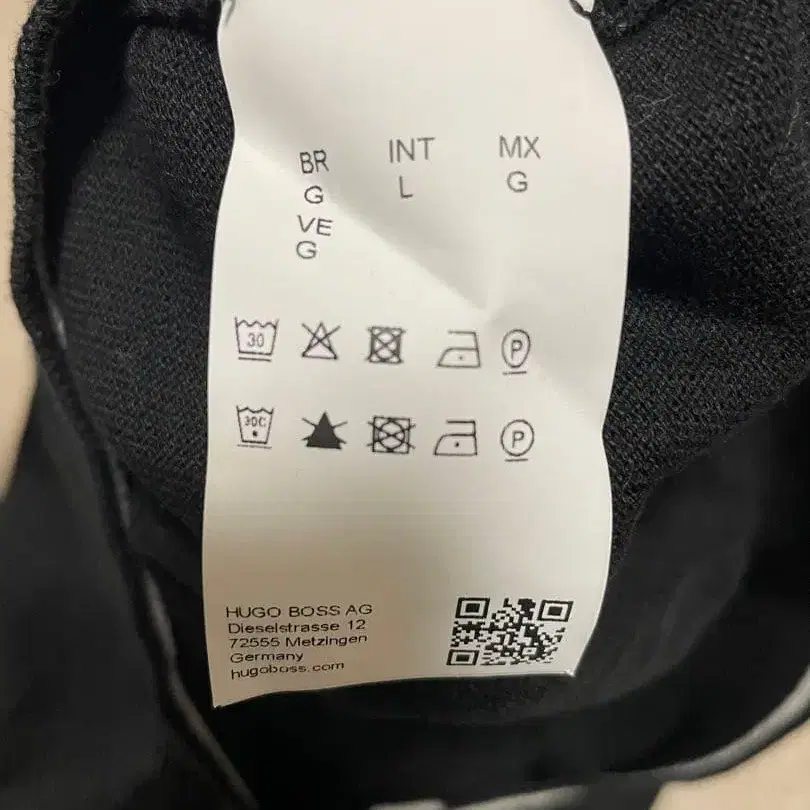 BR INT MX
G L G
VE
G
30 P
30C P
HUGO BOSS AG
Dieselstrasse 12
72555 Metzingen
Germany
hugoboss.com